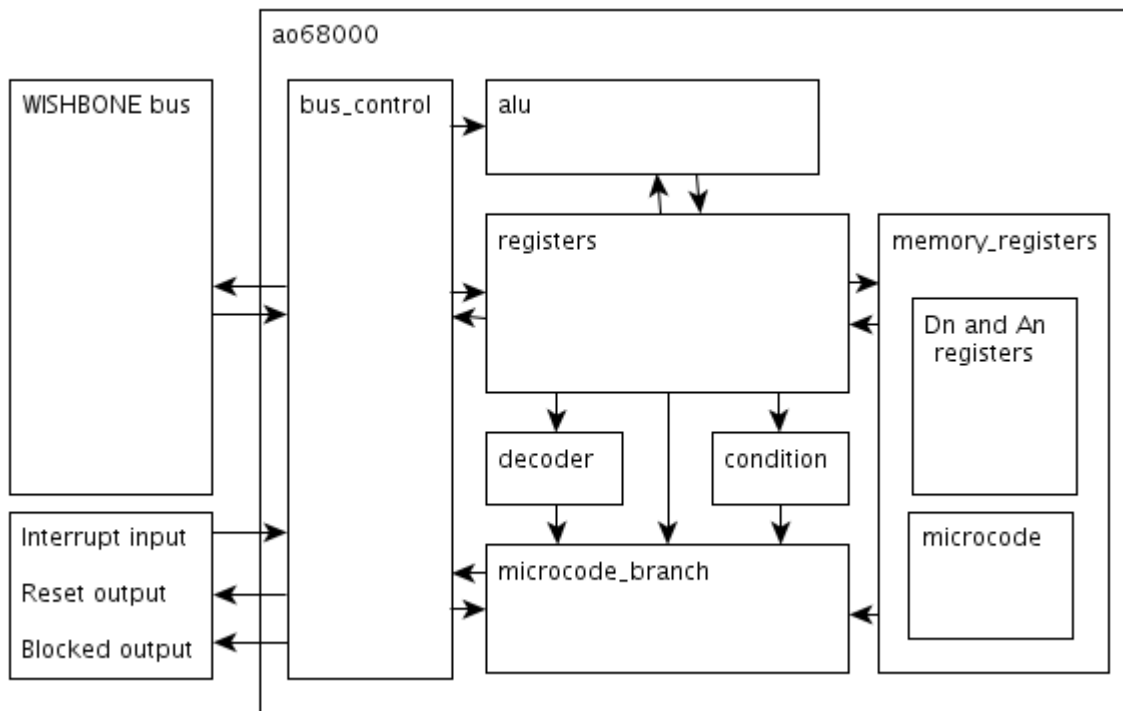 ao68000
WISHBONE bus
bus_control
alu
registers
memory_registers
Dn and An
registers
decoder
condition
Interrupt input
microcode
microcode_branch
Reset output
Blocked output